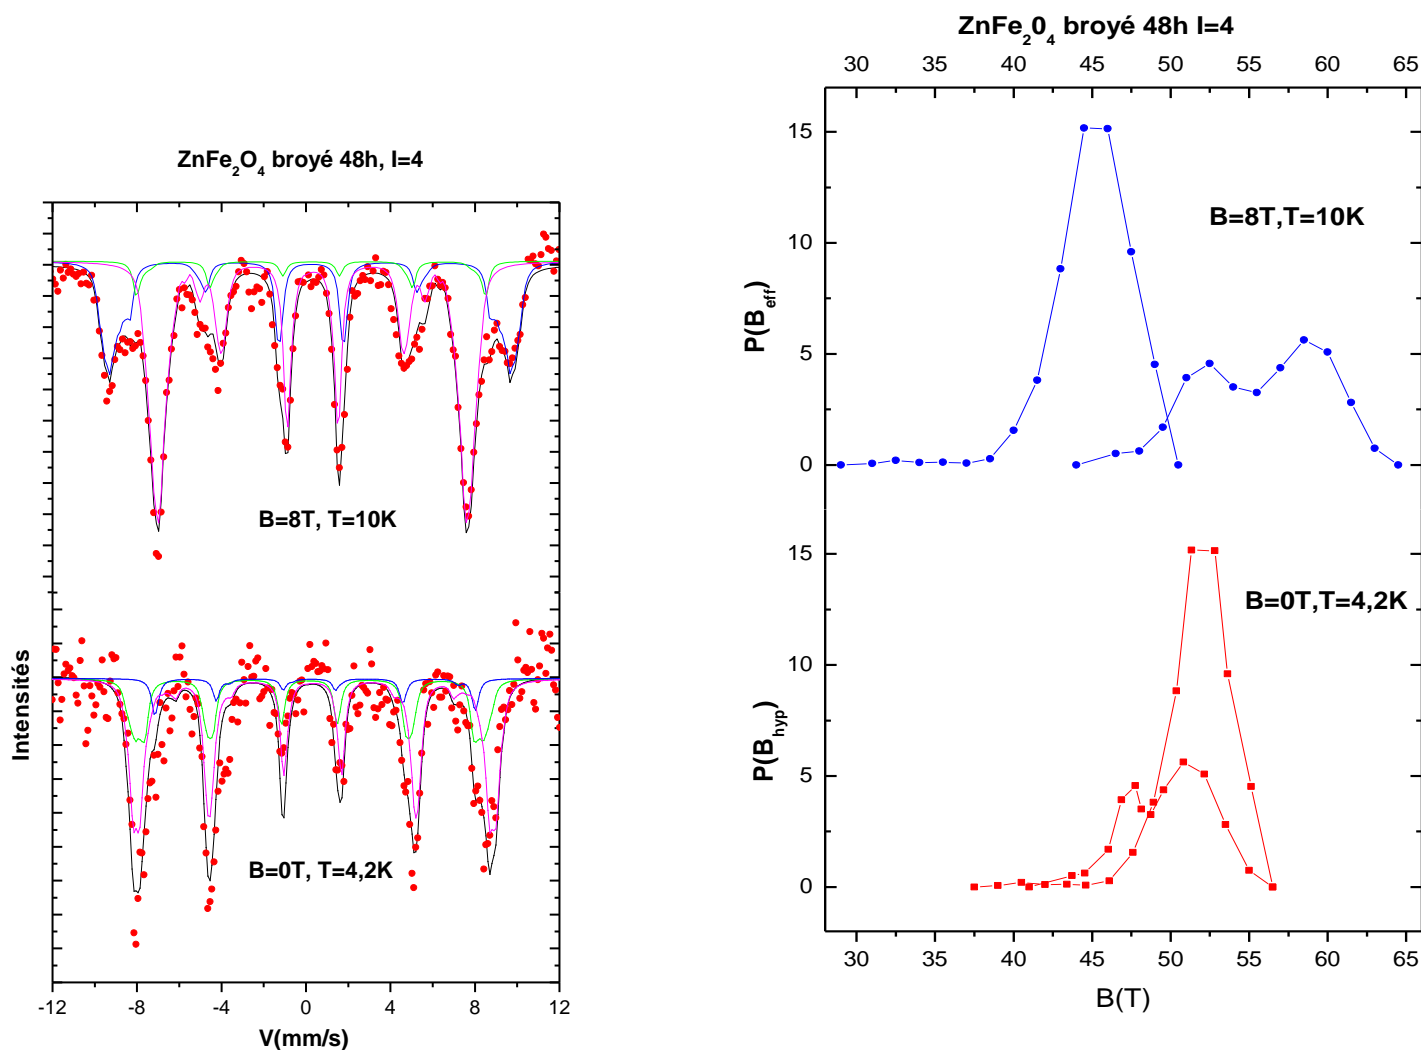 ZnFe2O4 broyé 48h, I=4
B=8T, T=10K
B=0T, T=4,2K
Intensités
-12 -8 -4 0 4 8 12
V(mm/s)
ZnFe204 broyé 48h I=4
30 35 40 45 50 55 60 65
15
10
5
0
P(Beff)
B=8T,T=10K
15
10
5
0
P(Bhyp)
B=0T,T=4,2K
30 35 40 45 50 55 60 65
B(T)